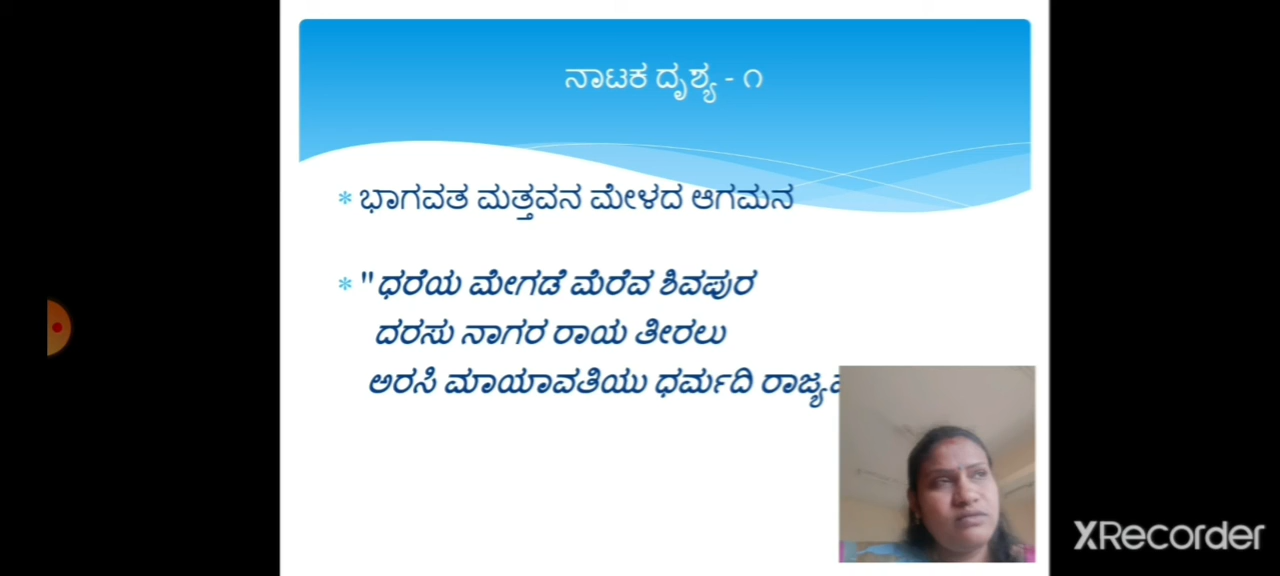 ನಾಟಕ ದೃಶ್ಯ - ೧
* ಭಾಗವತ ಮತ್ತವನ ಮೇಳದ ಆಗಮನ
* "ಧರೆಯ ಮೇಗಡೆ ಮೆರೆವ ಶಿವಪುರ
ದರಸು ನಾಗರ ರಾಯ ತೀರಲು
ಅರಸಿ ಮಾಯಾವತಿಯು ಧರ್ಮದಿ
XRecorder